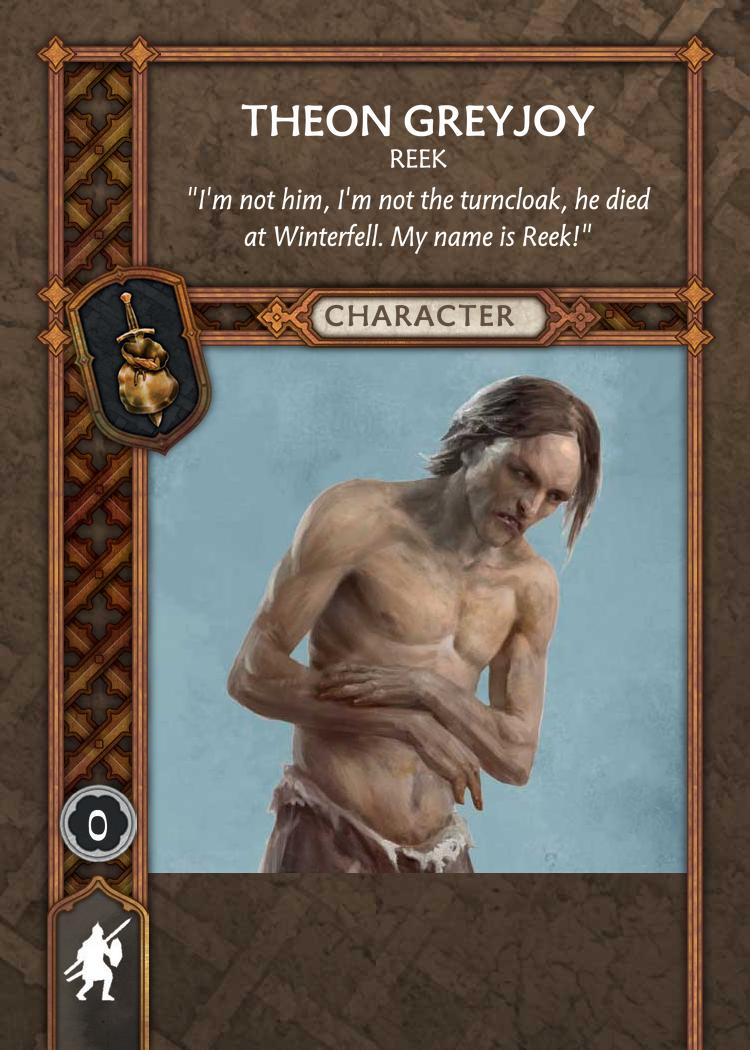 THEON GREYJOY
REEK
"I'm not him, I'm not the turncloak, he died
at Winterfell. My name is Reek!"
CHARACTER
0